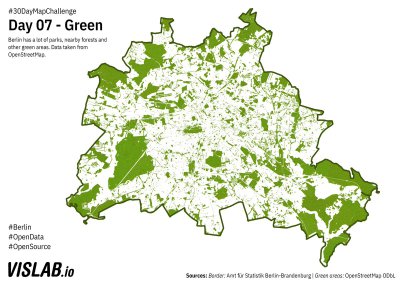 #30DayMapChallenge
Day 07 - Green
Berlin has a lot of parks, nearby forests and
other green areas. Data taken from
OpenStreetMap.
#Berlin
#OpenData
#OpenSource
VISLAB.io
Sources: Border: Amt für Statistik Berlin-Brandenburg | Green areas: OpenStreetMap ODbL